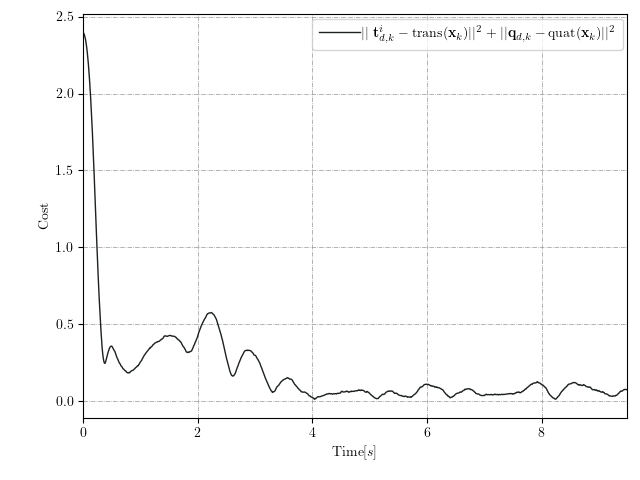 || t^i_{d,k} − trans(x_k)||^2 + ||q_{d,k} − quat(x_k)||^2
2.5
2.0
1.5
1.0
0.5
0.0
Cost
0 2 4 6 8
Time[s]